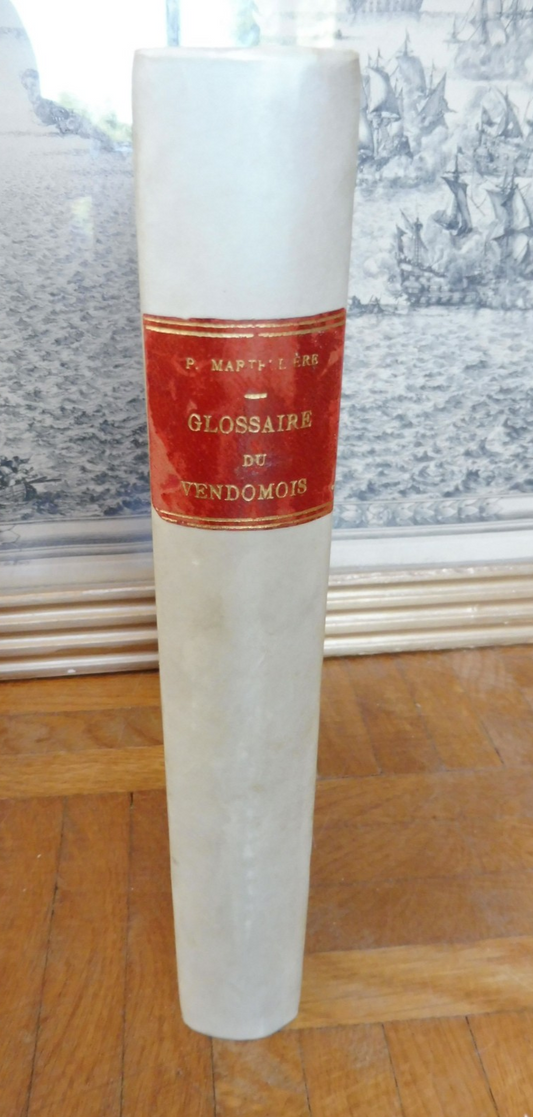 P. MARTELLIÈRE
GLOSSAIRE
DU
VENDOMOIS